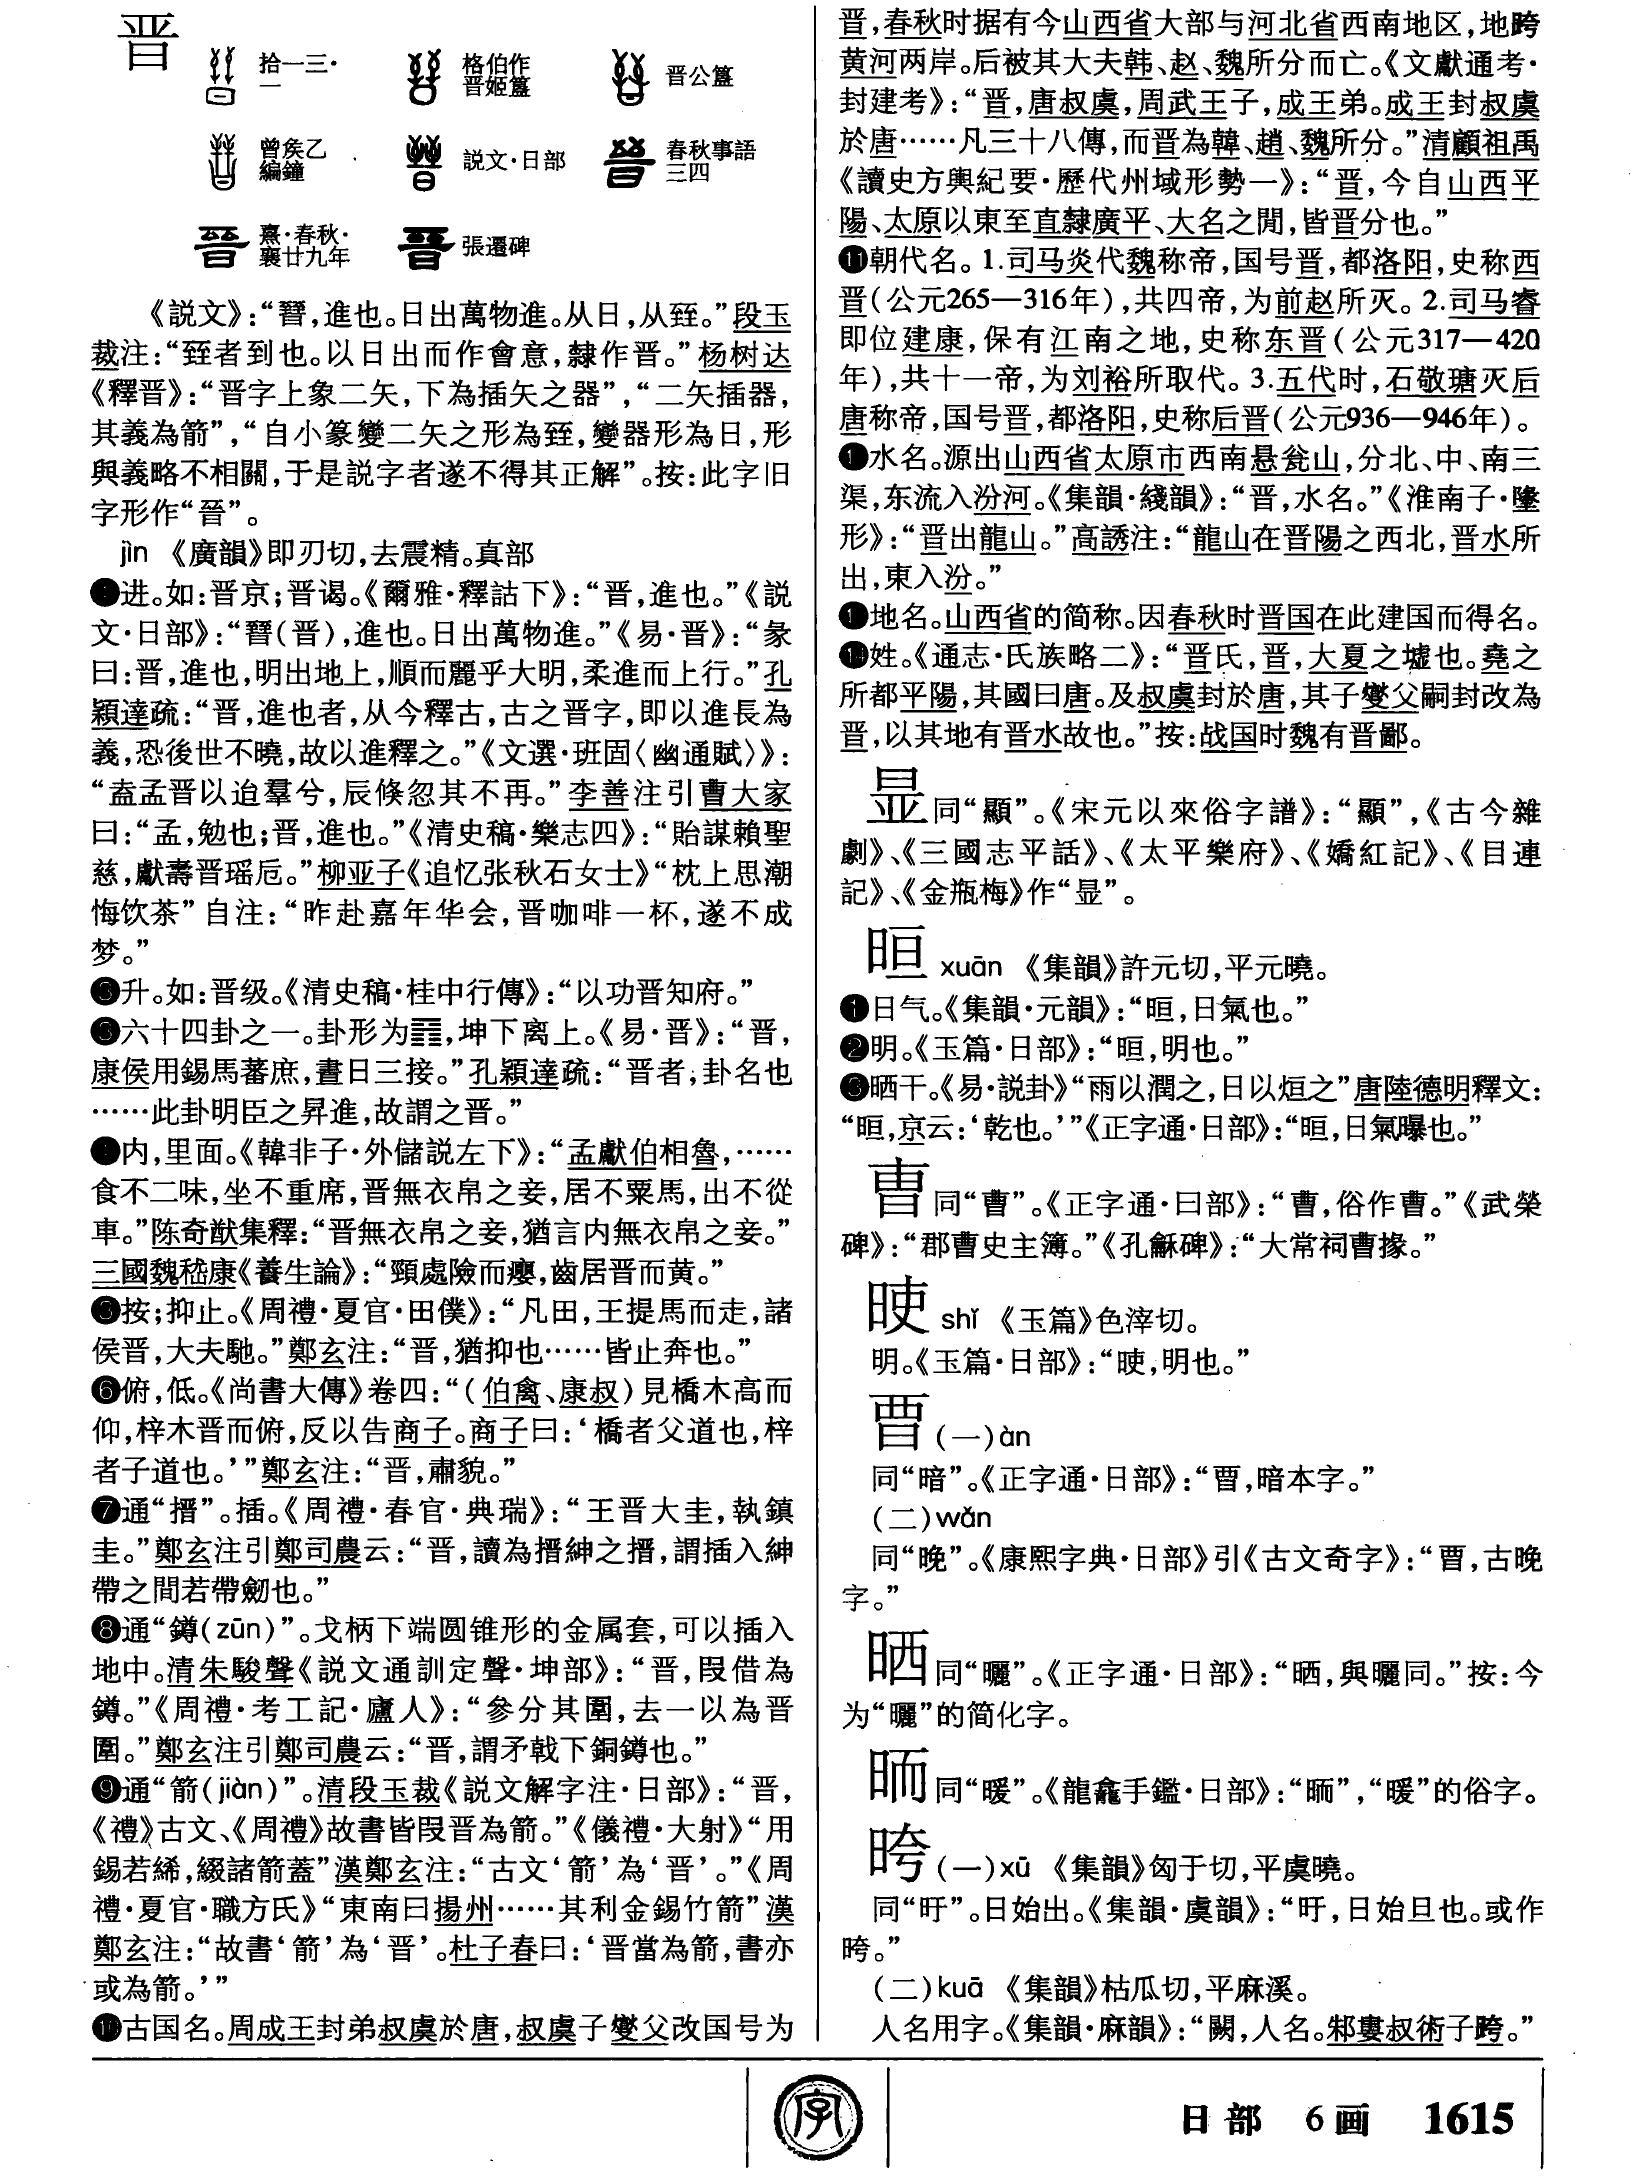 晋
拾一三·
一
格伯作
晋姬簋
晋公簋
曾侯乙
編鐘
説文·日部
春秋事語
三四
熹·春秋·
襄廿九年
張遷碑
《説文》：“晉，進也。日出萬物進。从日，从臸。”段玉
裁注：“臸者到也。以日出而作會意，隸作晋。”杨树达
《釋晋》：“晋字上象二矢，下為插矢之器”，“二矢插器，
其義為箭”，“自小篆變二矢之形為臸，變器形為日，形
與義略不相關，于是説字者遂不得其正解”。按：此字旧
字形作“晉”。
jìn 《廣韻》即刃切，去震精。真部
❶进。如：晋京；晋谒。《爾雅·釋詁下》：“晋，進也。”《説
文·日部》：“晉(晋)，進也。日出萬物進。”《易·晋》：“彖
曰：晋，進也，明出地上，順而麗乎大明，柔進而上行。”孔
穎達疏：“晋，進也者，从今釋古，古之晋字，即以進長為
義，恐後世不曉，故以進釋之。”《文選·班固〈幽通賦〉》：
“盍孟晋以迨羣兮，辰倏忽其不再。”李善注引曹大家
曰：“孟，勉也；晋，進也。”《清史稿·樂志四》：“貽謀賴聖
慈，獻壽晋瑶卮。”柳亚子《追忆张秋石女士》“枕上思潮
悔饮茶”自注：“昨赴嘉年华会，晋咖啡一杯，遂不成
梦。”
❷升。如：晋级。《清史稿·桂中行傳》：“以功晋知府。”
❸六十四卦之一。卦形为䷢，坤下离上。《易·晋》：“晋，
康侯用錫馬蕃庶，晝日三接。”孔穎達疏：“晋者，卦名也
……此卦明臣之昇進，故謂之晋。”
❹内，里面。《韓非子·外儲説左下》：“孟獻伯相魯，……
食不二味，坐不重席，晋無衣帛之妾，居不粟馬，出不從
車。”陈奇猷集釋：“晋無衣帛之妾，猶言内無衣帛之妾。”
三國魏嵇康《養生論》：“頸處險而癭，齒居晋而黄。”
❺按；抑止。《周禮·夏官·田僕》：“凡田，王提馬而走，諸
侯晋，大夫馳。”鄭玄注：“晋，猶抑也……皆止奔也。”
❻俯，低。《尚書大傳》卷四：“(伯禽、康叔)見橋木高而
仰，梓木晋而俯，反以告商子。商子曰：‘橋者父道也，梓
者子道也。’”鄭玄注：“晋，肅貌。”
❼通“搢”。插。《周禮·春官·典瑞》：“王晋大圭，執鎮
圭。”鄭玄注引鄭司農云：“晋，讀為搢紳之搢，謂插入紳
帶之間若帶劒也。”
❽通“鐏(zūn)”。戈柄下端圆锥形的金属套，可以插入
地中。清朱駿聲《説文通訓定聲·坤部》：“晋，叚借為
鐏。”《周禮·考工記·廬人》：“參分其圍，去一以為晋
圍。”鄭玄注引鄭司農云：“晋，謂矛戟下銅鐏也。”
❾通“箭(jiàn)”。清段玉裁《説文解字注·日部》：“晋，
《禮》古文、《周禮》故書皆叚晋為箭。”《儀禮·大射》“用
錫若絺，綴諸箭蓋”漢鄭玄注：“古文‘箭’為‘晋’。”《周
禮·夏官·職方氏》“東南曰揚州……其利金錫竹箭”漢
鄭玄注：“故書‘箭’為‘晋’。杜子春曰：‘晋當為箭，書亦
或為箭。’”
❿古国名。周成王封弟叔虞於唐，叔虞子燮父改国号为
晋，春秋时据有今山西省大部与河北省西南地区，地跨
黄河两岸。后被其大夫韩、赵、魏所分而亡。《文獻通考·
封建考》：“晋，唐叔虞，周武王子，成王弟。成王封叔虞
於唐……凡三十八傳，而晋為韓、趙、魏所分。”清顧祖禹
《讀史方輿紀要·歷代州域形勢一》：“晋，今自山西平
陽、太原以東至直隸廣平、大名之間，皆晋分也。”
⓫朝代名。1.司马炎代魏称帝，国号晋，都洛阳，史称西
晋(公元265—316年)，共四帝，为前赵所灭。2.司马睿
即位建康，保有江南之地，史称东晋(公元317—420
年)，共十一帝，为刘裕所取代。3.五代时，石敬瑭灭后
唐称帝，国号晋，都洛阳，史称后晋(公元936—946年)。
⓬水名。源出山西省太原市西南悬瓮山，分北、中、南三
渠，东流入汾河。《集韻·綫韻》：“晋，水名。”《淮南子·墬
形》：“晋出龍山。”高誘注：“龍山在晋陽之西北，晋水所
出，東入汾。”
⓭地名。山西省的简称。因春秋时晋国在此建国而得名。
⓮姓。《通志·氏族略二》：“晋氏，晋，大夏之墟也。堯之
所都平陽，其國曰唐。及叔虞封於唐，其子燮父嗣封改為
晋，以其地有晋水故也。”按：战国时魏有晋鄙。
显同“顯”。《宋元以來俗字譜》：“顯”，《古今雜
劇》、《三國志平話》、《太平樂府》、《嬌紅記》、《目連
記》、《金瓶梅》作“显”。
晅 xuān 《集韻》許元切，平元曉。
❶日气。《集韻·元韻》：“晅，日氣也。”
❷明。《玉篇·日部》：“晅，明也。”
❸晒干。《易·説卦》“雨以潤之，日以烜之”唐陸德明釋文：
“晅，京云：‘乾也。’”《正字通·日部》：“晅，日氣曝也。”
曺同“曹”。《正字通·曰部》：“曹，俗作曺。”《武榮
碑》：“郡曺史主簿。”《孔龢碑》：“大常祠曺掾。”
㫑 shǐ 《玉篇》色滓切。
明。《玉篇·日部》：“㫑，明也。”
(一)àn
同“暗”。《正字通·日部》：“，暗本字。”
(二)wǎn
同“晚”。《康熙字典·日部》引《古文奇字》：“，古晚
字。”
晒同“曬”。《正字通·日部》：“晒，與曬同。”按：今
为“曬”的简化字。
同“暖”。《龍龕手鑑·日部》：“”，“暖”的俗字。
晇(一)xū 《集韻》匈于切，平虞曉。
同“旴”。日始出。《集韻·虞韻》：“旴，日始旦也。或作
晇。”
(二)kuā 《集韻》枯瓜切，平麻溪。
人名用字。《集韻·麻韻》：“闕，人名。邾婁叔術子晇。”
字
日部 6画 1615